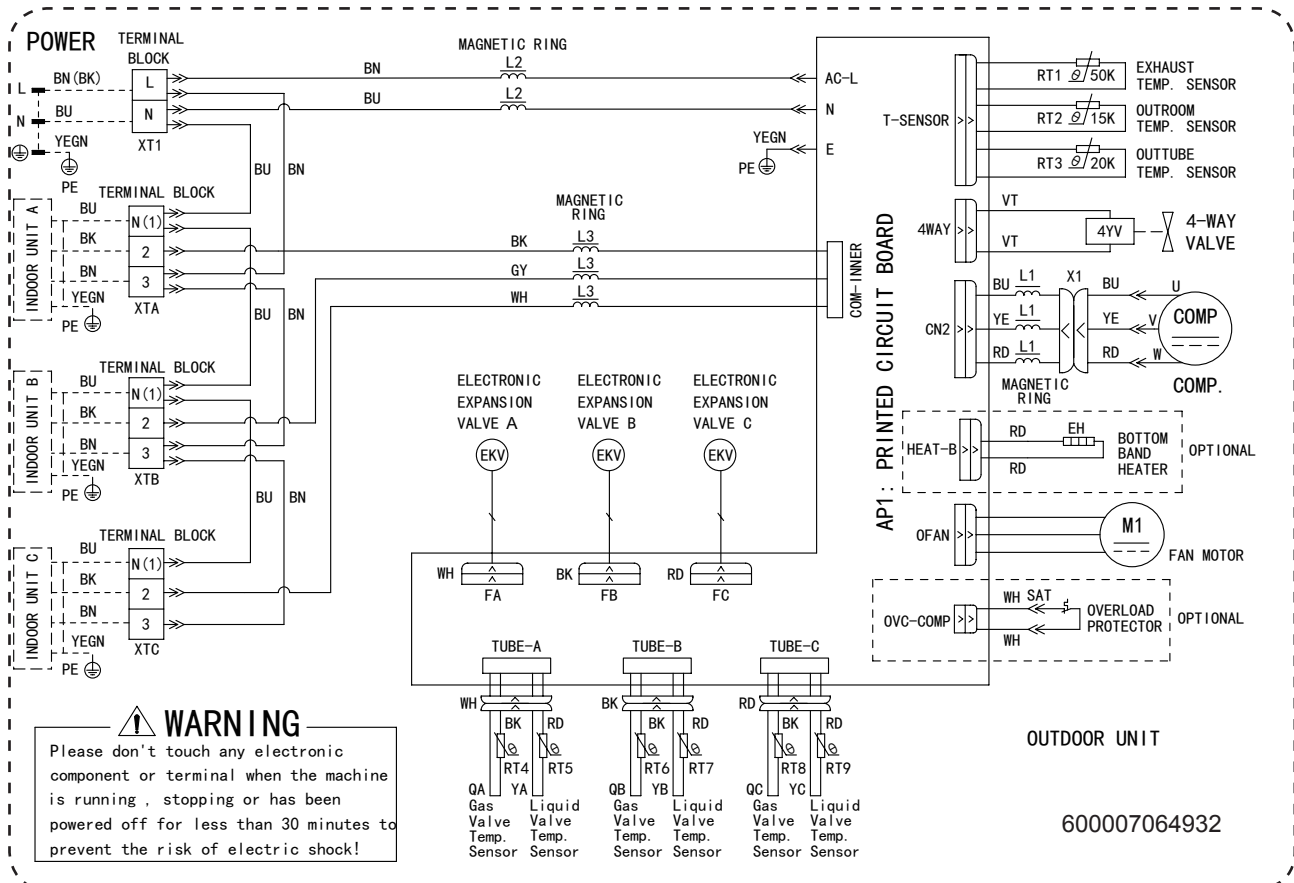 POWER
TERMINAL
BLOCK
L
BN(BK)
L
BU
N
N
YEGN
XT1
PE
MAGNETIC RING
BN
L2
BU
L2
AC-L
N
YEGN
E
PE
BU
BN
TERMINAL BLOCK
INDOOR UNIT A
BU
N(1)
BK
2
BN
3
YEGN
XTA
PE
MAGNETIC
RING
BK
L3
GY
L3
WH
L3
COM-INNER
BU
BN
TERMINAL BLOCK
INDOOR UNIT B
BU
N(1)
BK
2
BN
3
YEGN
XTB
PE
BU
BN
TERMINAL BLOCK
INDOOR UNIT C
BU
N(1)
BK
2
BN
3
YEGN
XTC
PE
ELECTRONIC
EXPANSION
VALVE A
EKV
WH
FA
ELECTRONIC
EXPANSION
VALVE B
EKV
BK
FB
ELECTRONIC
EXPANSION
VALVE C
EKV
RD
FC
AP1: PRINTED CIRCUIT BOARD
T-SENSOR
RT1 θ 50K
EXHAUST
TEMP. SENSOR
RT2 θ 15K
OUTROOM
TEMP. SENSOR
RT3 θ 20K
OUTTUBE
TEMP. SENSOR
4WAY
VT
VT
4YV
4-WAY
VALVE
CN2
BU
L1
X1
BU
U
YE
L1
YE
V
RD
L1
RD
W
COMP
COMP.
MAGNETIC
RING
HEAT-B
RD
EH
RD
BOTTOM
BAND
HEATER
OPTIONAL
OFAN
M1
FAN MOTOR
OVC-COMP
WH
SAT
WH
OVERLOAD
PROTECTOR
OPTIONAL
TUBE-A
WH
BK
RD
θ
RT4
θ
RT5
QA
YA
Gas
Valve
Temp.
Sensor
Liquid
Valve
Temp.
Sensor
TUBE-B
BK
BK
RD
θ
RT6
θ
RT7
QB
YB
Gas
Valve
Temp.
Sensor
Liquid
Valve
Temp.
Sensor
TUBE-C
RD
BK
RD
θ
RT8
θ
RT9
QC
YC
Gas
Valve
Temp.
Sensor
Liquid
Valve
Temp.
Sensor
WARNING
Please don't touch any electronic
component or terminal when the machine
is running , stopping or has been
powered off for less than 30 minutes to
prevent the risk of electric shock!
OUTDOOR UNIT
600007064932